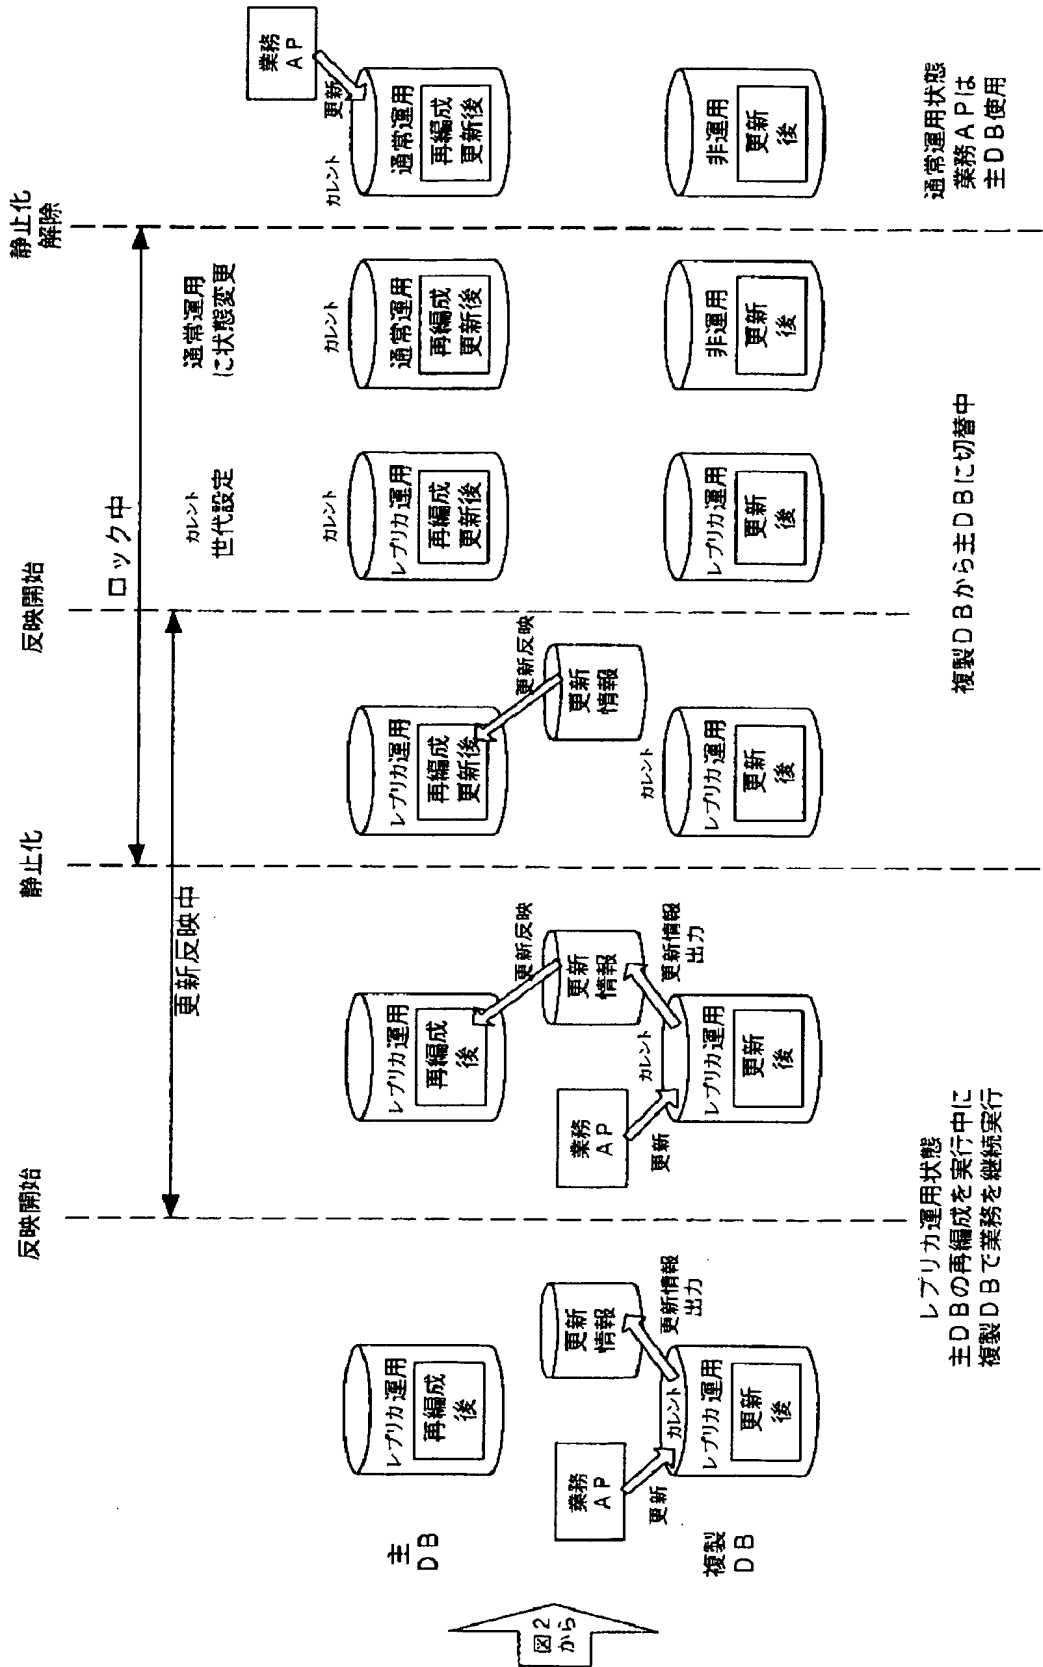 図2
から
主
DB
複製
DB
反映開始
静止化
反映開始
静止化
解除
更新反映中
ロック中
カレント
世代設定
通常運用
に状態変更
レプリカ運用
再編成
後
業務
AP
更新
カレント
レプリカ運用
更新
後
更新情報
出力
更新
情報
レプリカ運用
再編成
後
更新反映
更新
情報
更新情報
出力
業務
AP
更新
カレント
レプリカ運用
更新
後
レプリカ運用
再編成
更新後
更新反映
更新
情報
カレント
レプリカ運用
更新
後
カレント
レプリカ運用
再編成
更新後
レプリカ運用
更新
後
カレント
通常運用
再編成
更新後
非運用
更新
後
業務
AP
更新
カレント
通常運用
再編成
更新後
非運用
更新
後
レプリカ運用状態
主DBの再編成を実行中に
複製DBで業務を継続実行
複製DBから主DBに切替中
通常運用状態
業務APは
主DB使用